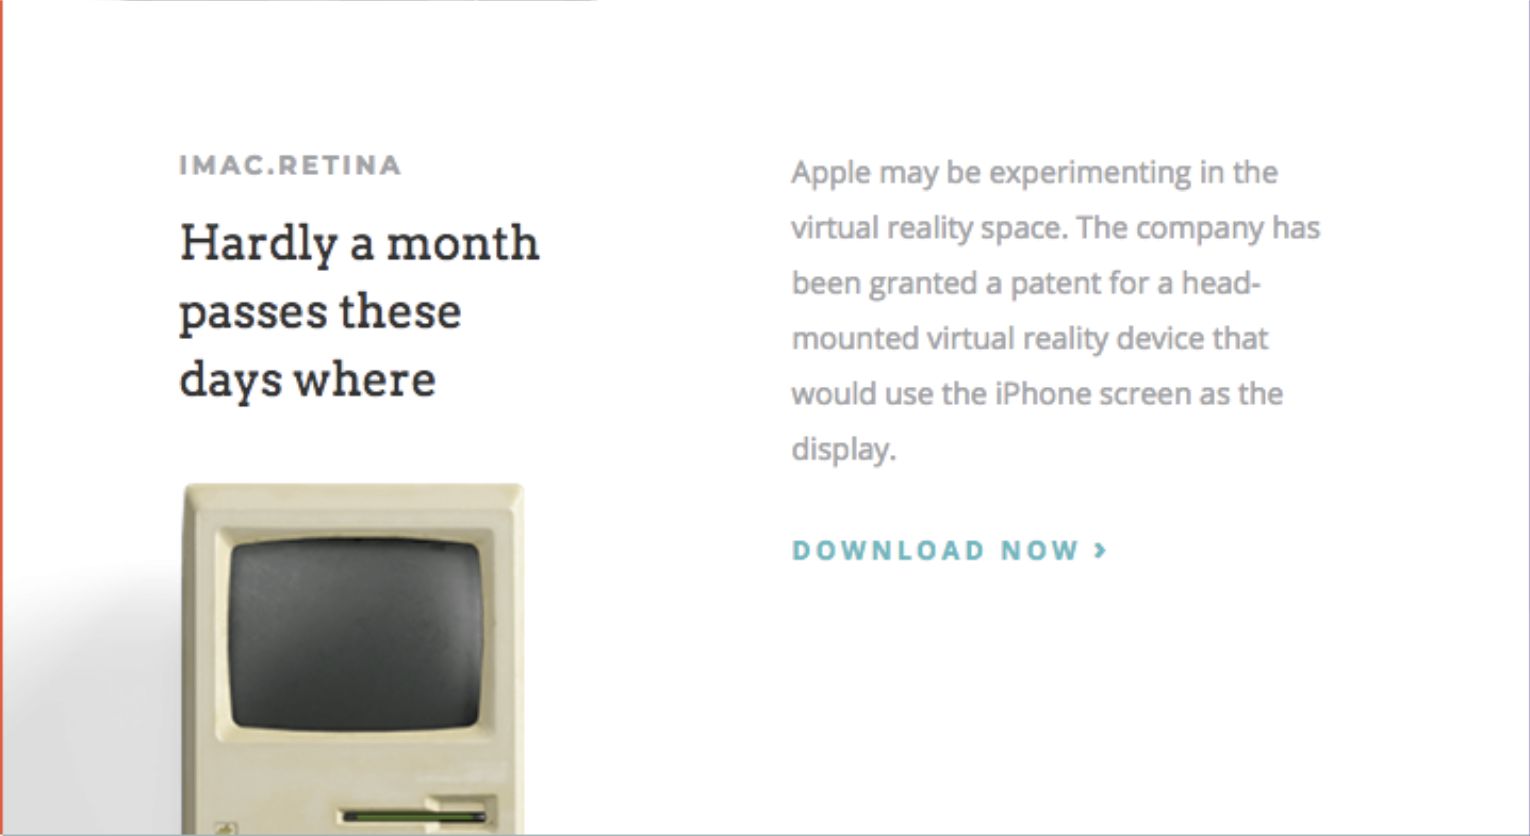 IMAC.RETINA
Hardly a month
passes these
days where
Apple may be experimenting in the
virtual reality space. The company has
been granted a patent for a head-
mounted virtual reality device that
would use the iPhone screen as the
display.
DOWNLOAD NOW ›